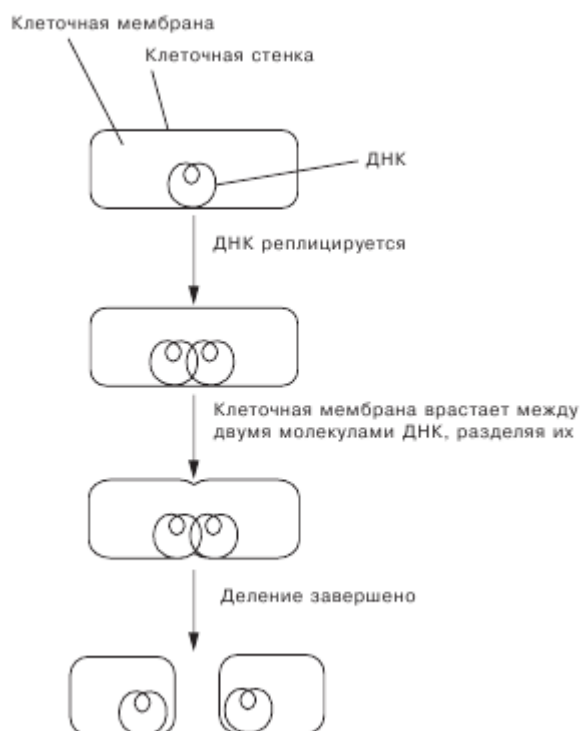 Клеточная мембрана
Клеточная стенка
ДНК
ДНК реплицируется
Клеточная мембрана врастает между
двумя молекулами ДНК, разделяя их
Деление завершено